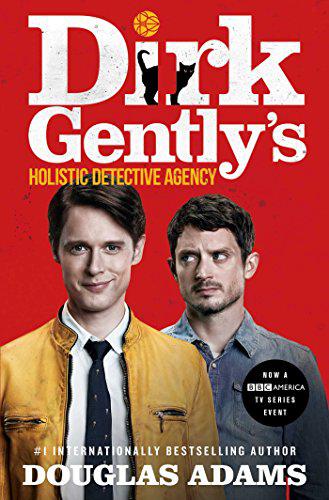 Dirk
Gently's
HOLISTIC DETECTIVE AGENCY
NOW A
BBC AMERICA
TV SERIES
EVENT
#1 INTERNATIONALLY BESTSELLING AUTHOR
DOUGLAS ADAMS